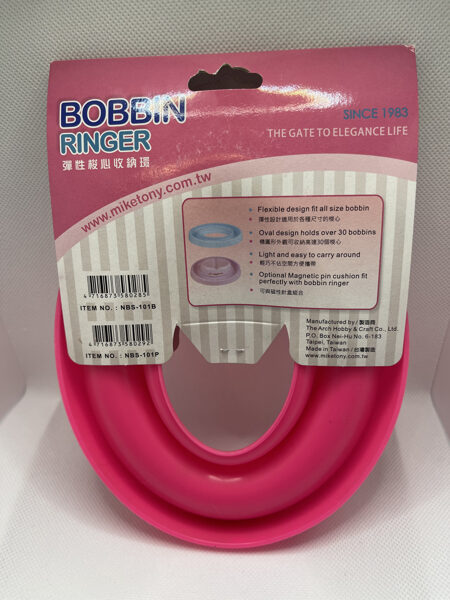 BOBBIN
RINGER
彈性梭心收納環
SINCE 1983
THE GATE TO ELEGANCE LIFE
www.miketony.com.tw
Flexible design fit all size bobbin
彈性設計適用於各種尺寸的梭心
Oval design holds over 30 bobbins
橢圓形外觀可收納高達30個梭心
Light and easy to carry around
輕巧不佔空間方便攜帶
Optional Magnetic pin cushion fit
perfectly with bobbin ringer
可與磁性針盒組合
4 716873 580285
ITEM NO. : NBS-101B
4 716873 580292
ITEM NO. : NBS-101P
Manufactured by / 製造商
The Arch Hobby & Craft Co., Ltd.
P.O. Box Nei-Hu No. 6-183
Taipei, Taiwan
Made in Taiwan / 台灣製造
www.miketony.com.tw